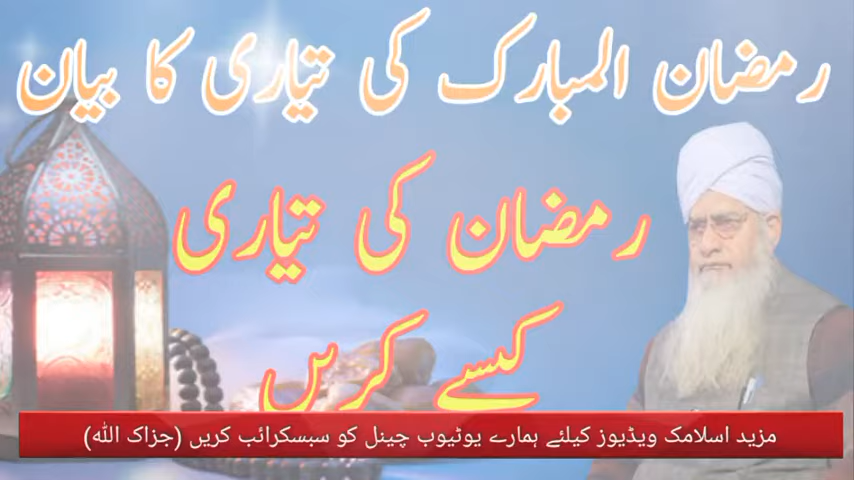 رمضان المبارک کی تیاری کا بیان
رمضان کی تیاری
کیسے کریں
مزید اسلامک ویڈیوز کیلئے ہمارے یوٹیوب چینل کو سبسکرائب کریں (جزاک اللہ)